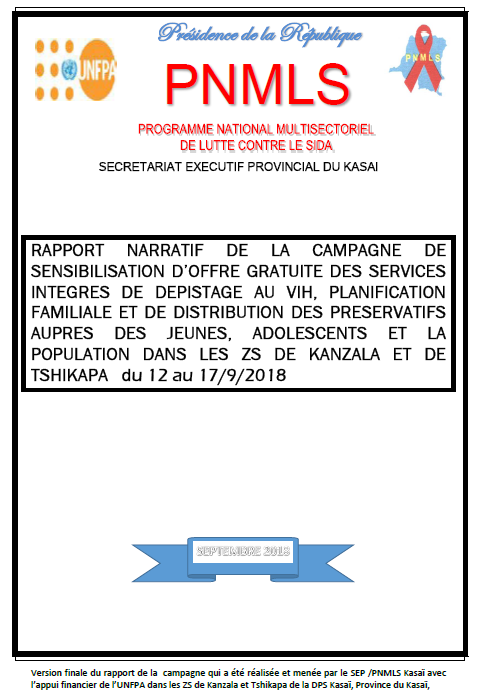 Présidence de la République
UNFPA
PNMLS
PNMLS
PROGRAMME NATIONAL MULTISECTORIEL
DE LUTTE CONTRE LE SIDA
SECRETARIAT EXECUTIF PROVINCIAL DU KASAI
RAPPORT NARRATIF DE LA CAMPAGNE DE
SENSIBILISATION D’OFFRE GRATUITE DES SERVICES
INTEGRES DE DEPISTAGE AU VIH, PLANIFICATION
FAMILIALE ET DE DISTRIBUTION DES PRESERVATIFS
AUPRES DES JEUNES, ADOLESCENTS ET LA
POPULATION DANS LES ZS DE KANZALA ET DE
TSHIKAPA du 12 au 17/9/2018
SEPTEMBRE 2018
Version finale du rapport de la campagne qui a été réalisée et menée par le SEP /PNMLS Kasaï avec
l’appui financier de l’UNFPA dans les ZS de Kanzala et Tshikapa de la DPS Kasaï, Province du Kasaï,